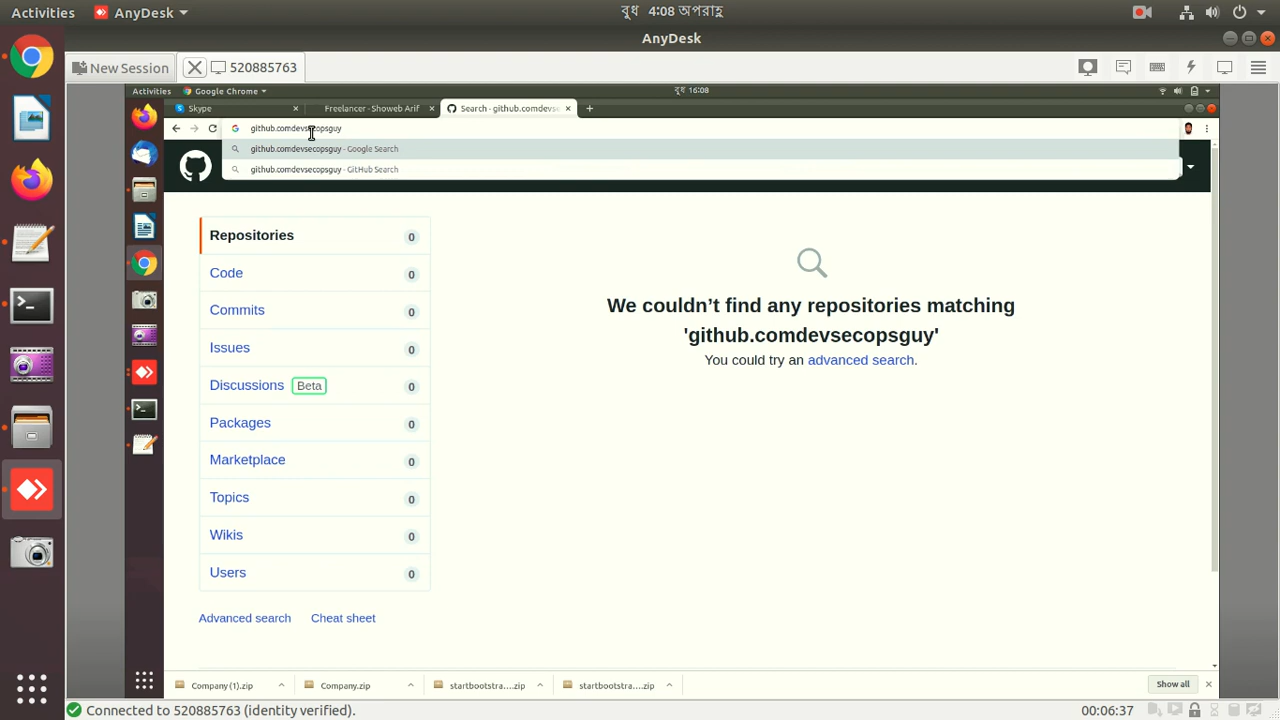 Activities
AnyDesk
বুধ 4:08 অপরাহ্ণ
AnyDesk
New Session
520885763
Activities
Google Chrome
বুধ 16:08
Skype
Freelancer - Showeb Arif
Search - github.comdevse
github.comdevsecopsguy
github.comdevsecopsguy - Google Search
github.comdevsecopsguy - GitHub Search
Repositories 0
Code 0
Commits 0
Issues 0
Discussions Beta 0
Packages 0
Marketplace 0
Topics 0
Wikis 0
Users 0
Advanced search Cheat sheet
We couldn’t find any repositories matching
'github.comdevsecopsguy'
You could try an advanced search.
Company (1).zip
Company.zip
startbootstra....zip
startbootstra....zip
Show all
Connected to 520885763 (identity verified).
00:06:37